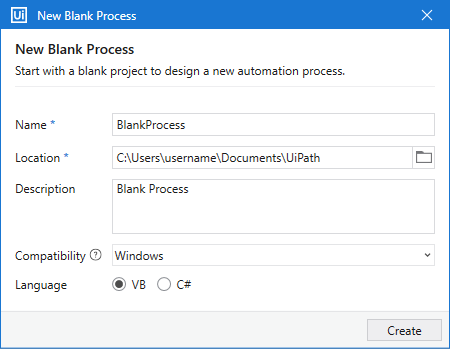 Ui New Blank Process
New Blank Process
Start with a blank project to design a new automation process.
Name * BlankProcess
Location * C:\Users\username\Documents\UiPath
Description Blank Process
Compatibility ? Windows
Language VB C#
Create